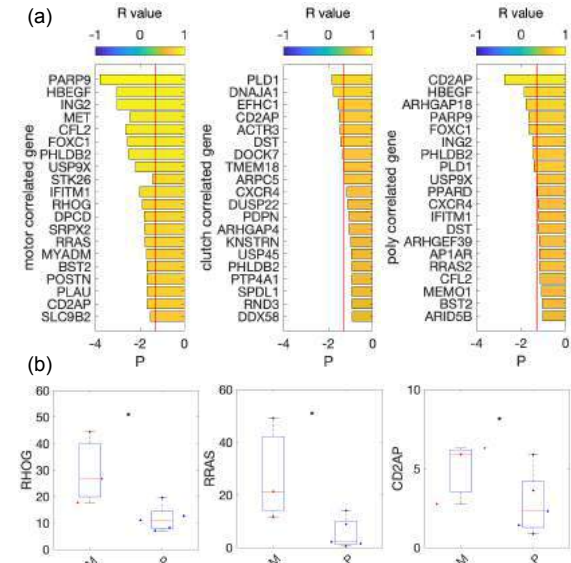 (a)
R value
-1 0 1
motor correlated gene
PARP9
HBEGF
ING2
MET
CFL2
FOXC1
PHLDB2
USP9X
STK26
IFITM1
RHOG
DPCD
SRPX2
RRAS
MYADM
BST2
POSTN
PLAU
CD2AP
SLC9B2
-4 -2 0
P
R value
-1 0 1
clutch correlated gene
PLD1
DNAJA1
EFHC1
CD2AP
ACTR3
DST
DOCK7
TMEM18
ARPC5
CXCR4
DUSP22
PDPN
ARHGAP4
KNSTRN
USP45
PHLDB2
PTP4A1
SPDL1
RND3
DDX58
-4 -2 0
P
R value
-1 0 1
poly correlated gene
CD2AP
HBEGF
ARHGAP18
PARP9
FOXC1
ING2
PHLDB2
PLD1
USP9X
PPARD
CXCR4
IFITM1
DST
ARHGEF39
AP1AR
RRAS2
CFL2
MEMO1
BST2
ARID5B
-4 -2 0
P
(b)
RHOG
60
50
40
30
20
10
0
M P
*
RRAS
60
40
20
0
M P
*
CD2AP
10
8
6
4
2
0
M P
*